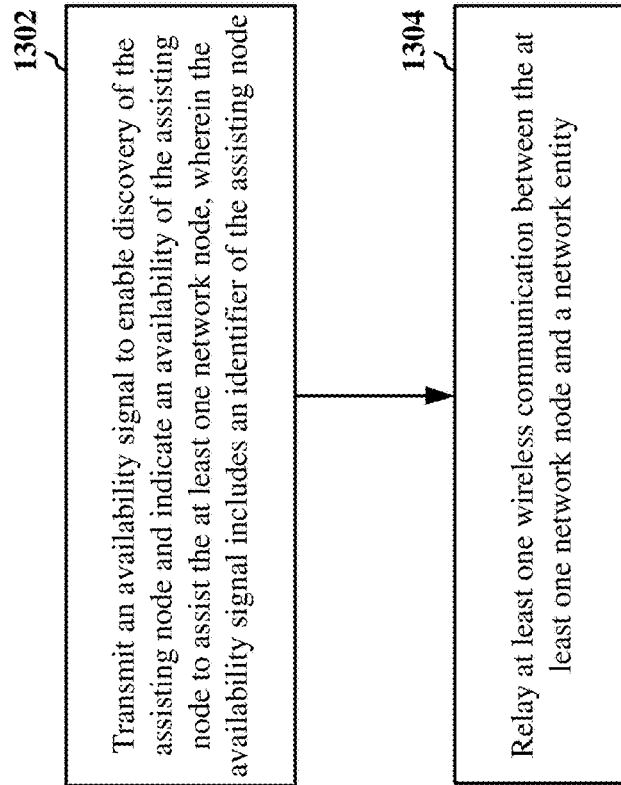 1302
Transmit an availability signal to enable discovery of the
assisting node and indicate an availability of the assisting
node to assist the at least one network node, wherein the
availability signal includes an identifier of the assisting node
1304
Relay at least one wireless communication between the at
least one network node and a network entity